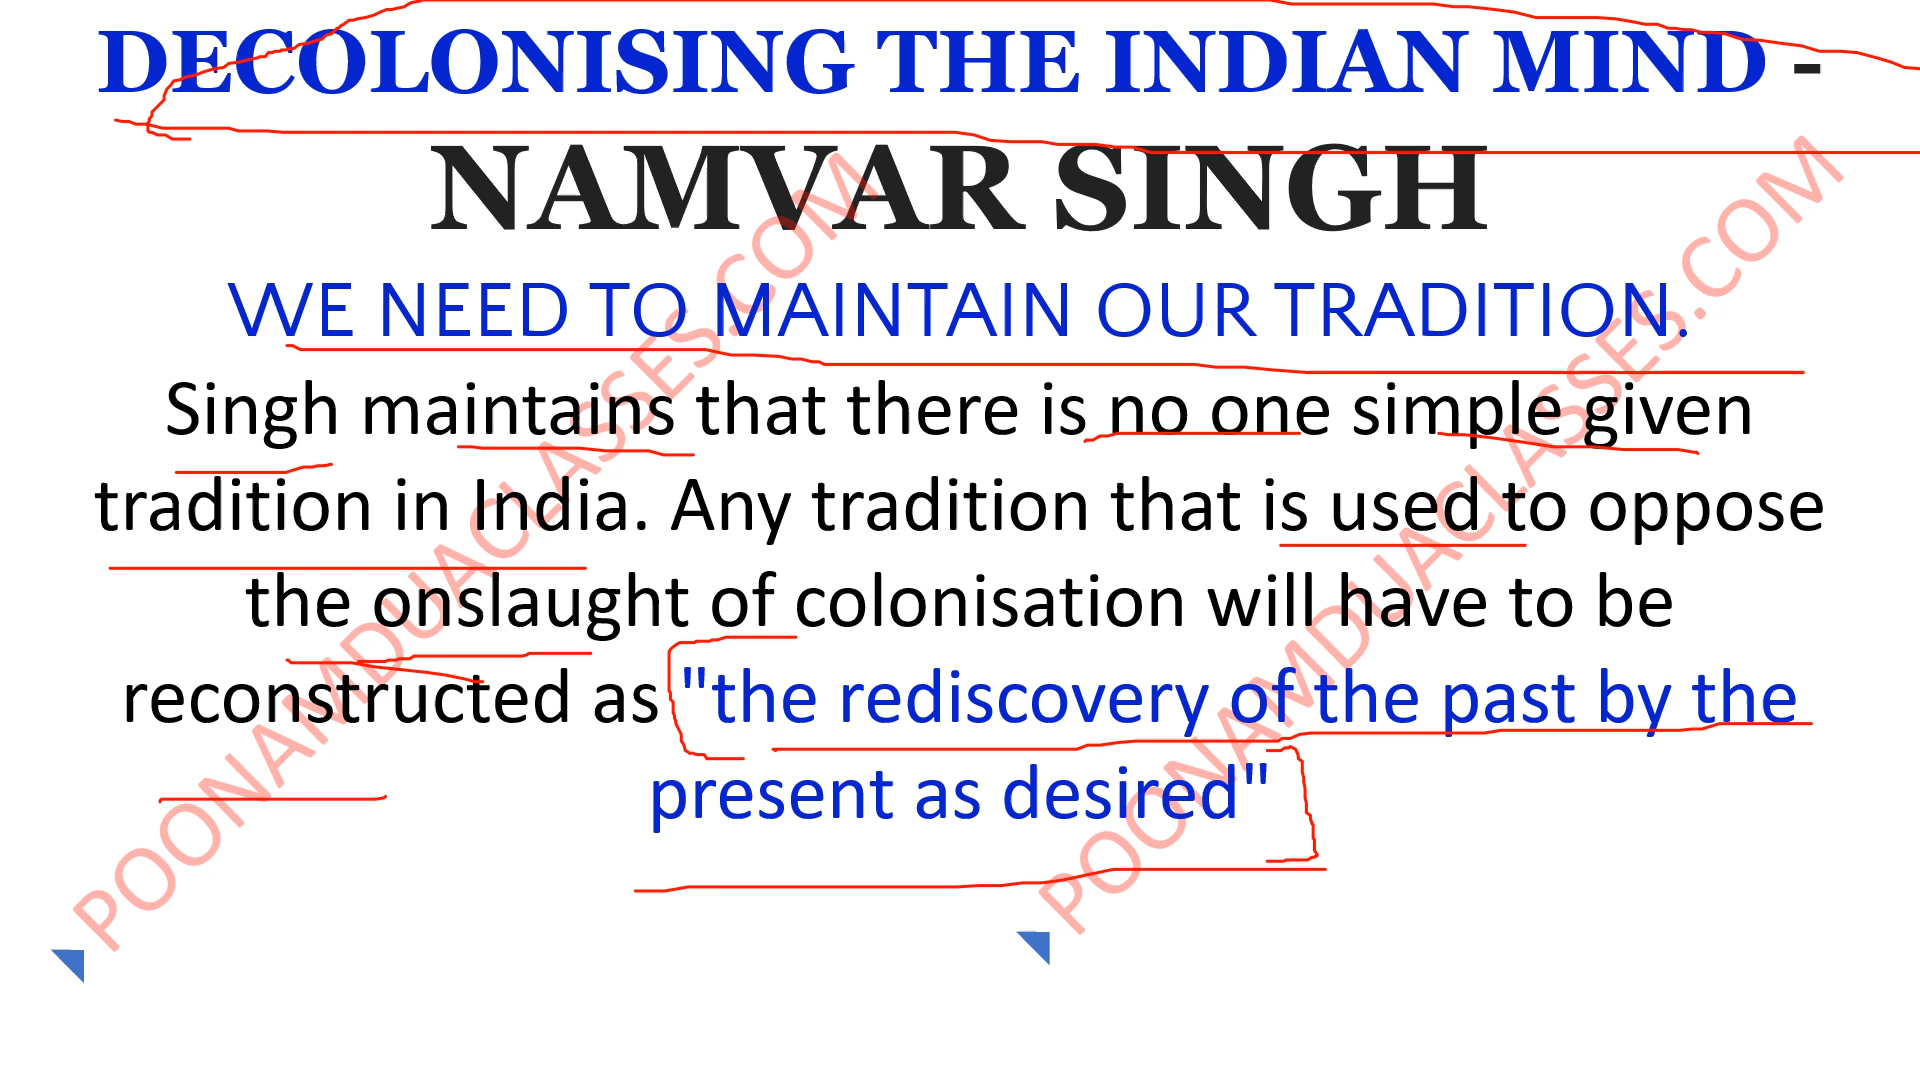 DECOLONISING THE INDIAN MIND -
NAMVAR SINGH
WE NEED TO MAINTAIN OUR TRADITION.
Singh maintains that there is no one simple given
tradition in India. Any tradition that is used to oppose
the onslaught of colonisation will have to be
reconstructed as "the rediscovery of the past by the
present as desired"
POONAMDUACLASSES.COM
POONAMDUACLASSES.COM